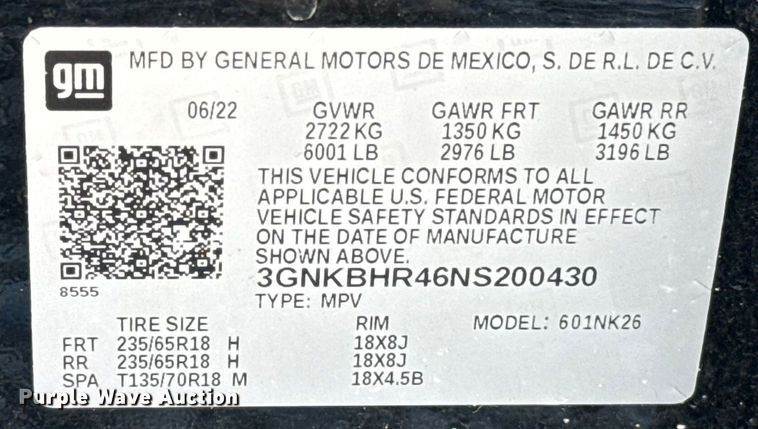 gm
MFD BY GENERAL MOTORS DE MEXICO, S. DE R.L. DE C.V.
06/22 GVWR GAWR FRT GAWR RR
2722 KG 1350 KG 1450 KG
6001 LB 2976 LB 3196 LB
THIS VEHICLE CONFORMS TO ALL
APPLICABLE U.S. FEDERAL MOTOR
VEHICLE SAFETY STANDARDS IN EFFECT
ON THE DATE OF MANUFACTURE
SHOWN ABOVE.
3GNKBHR46NS200430
8555
TYPE: MPV
TIRE SIZE RIM MODEL: 601NK26
FRT 235/65R18 H 18X8J
RR 235/65R18 H 18X8J
SPA T135/70R18 M 18X4.5B
Purple Wave Auction